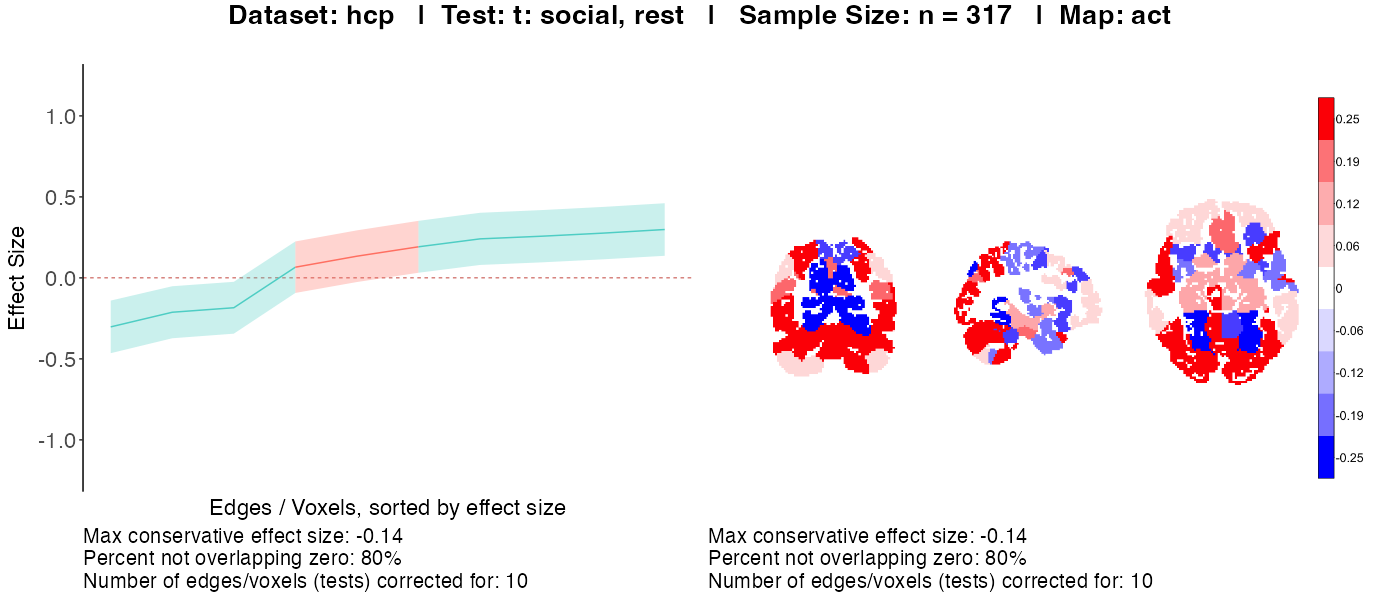 Dataset: hcp | Test: t: social, rest | Sample Size: n = 317 | Map: act
Effect Size
1.0
0.5
0.0
-0.5
-1.0
Edges / Voxels, sorted by effect size
Max conservative effect size: -0.14
Percent not overlapping zero: 80%
Number of edges/voxels (tests) corrected for: 10
0.25
0.19
0.12
0.06
0
-0.06
-0.12
-0.19
-0.25
Max conservative effect size: -0.14
Percent not overlapping zero: 80%
Number of edges/voxels (tests) corrected for: 10